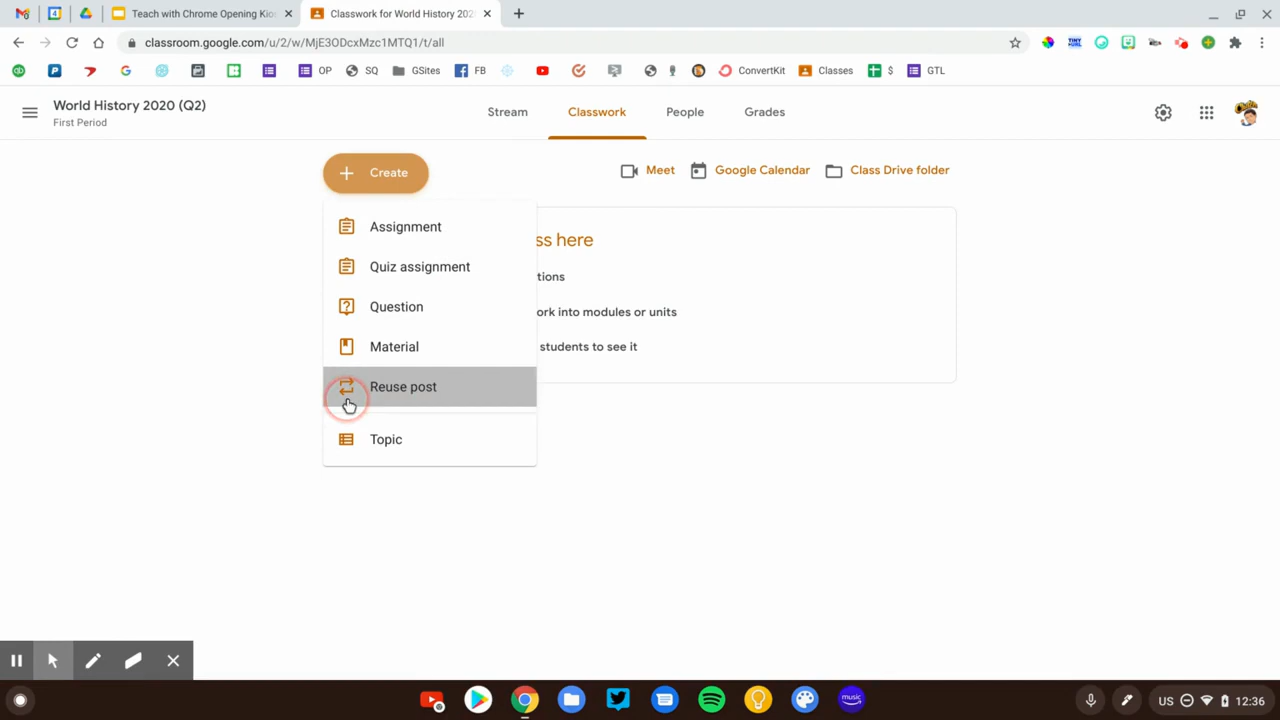 Teach with Chrome Opening Kio
Classwork for World History 202
classroom.google.com/u/2/w/MjE3ODcxMzc1MTQ1/t/all
OP
SQ
GSites
FB
ConvertKit
Classes
$
GTL
World History 2020 (Q2)
First Period
Stream
Classwork
People
Grades
Create
Meet
Google Calendar
Class Drive folder
Assignment
ss here
Quiz assignment
tions
Question
ork into modules or units
Material
students to see it
Reuse post
Topic
music
US
12:36